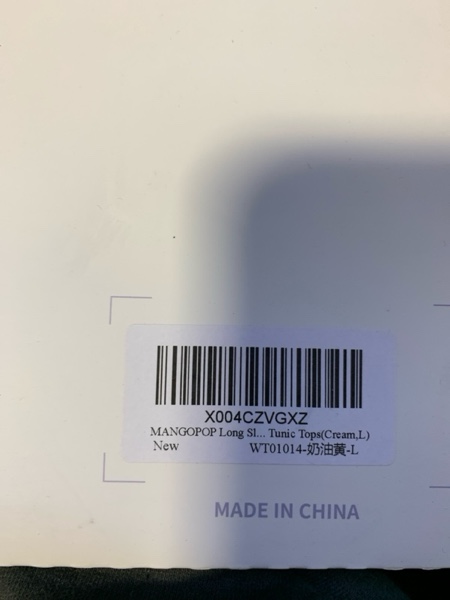 X004CZVGXZ
MANGOPOP Long Sl... Tunic Tops(Cream,L)
New WT01014-奶油黄-L
MADE IN CHINA